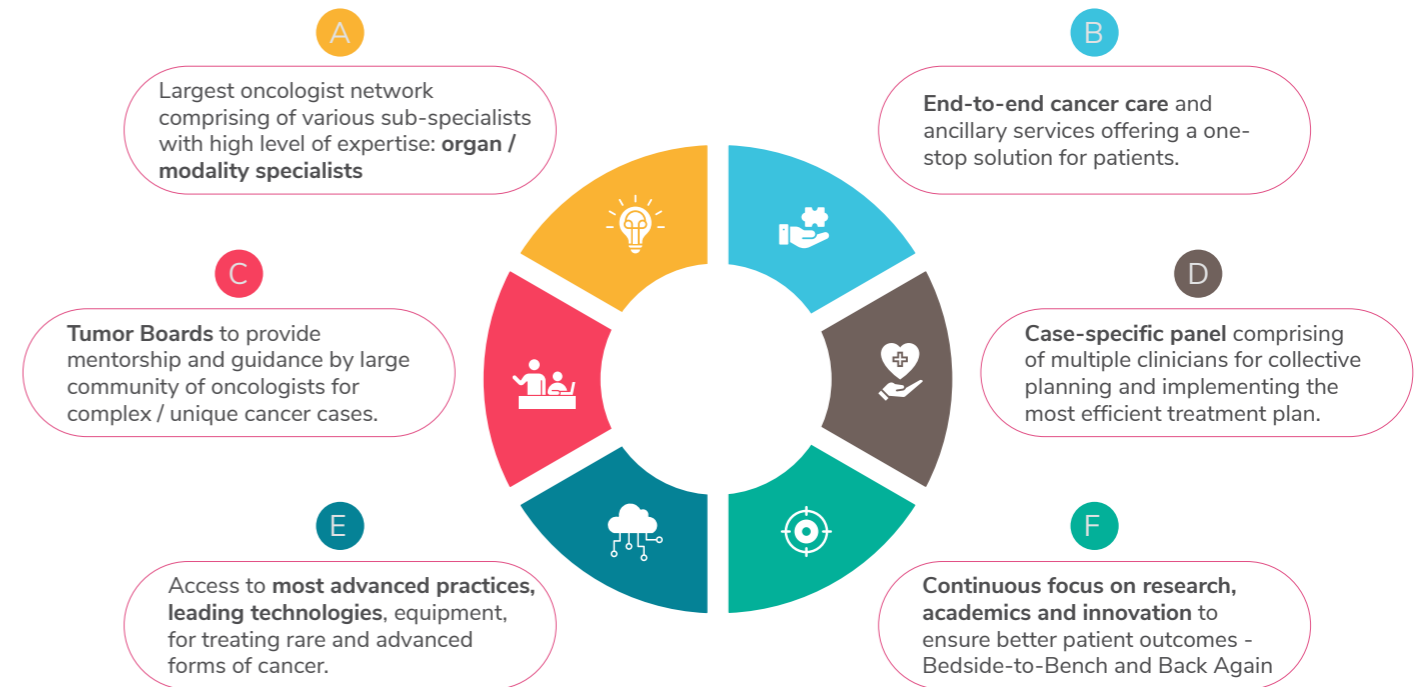 A
Largest oncologist network
comprising of various sub-specialists
with high level of expertise: organ /
modality specialists
B
End-to-end cancer care and
ancillary services offering a one-
stop solution for patients.
C
Tumor Boards to provide
mentorship and guidance by large
community of oncologists for
complex / unique cancer cases.
D
Case-specific panel comprising
of multiple clinicians for collective
planning and implementing the
most efficient treatment plan.
E
Access to most advanced practices,
leading technologies, equipment,
for treating rare and advanced
forms of cancer.
F
Continuous focus on research,
academics and innovation to
ensure better patient outcomes -
Bedside-to-Bench and Back Again